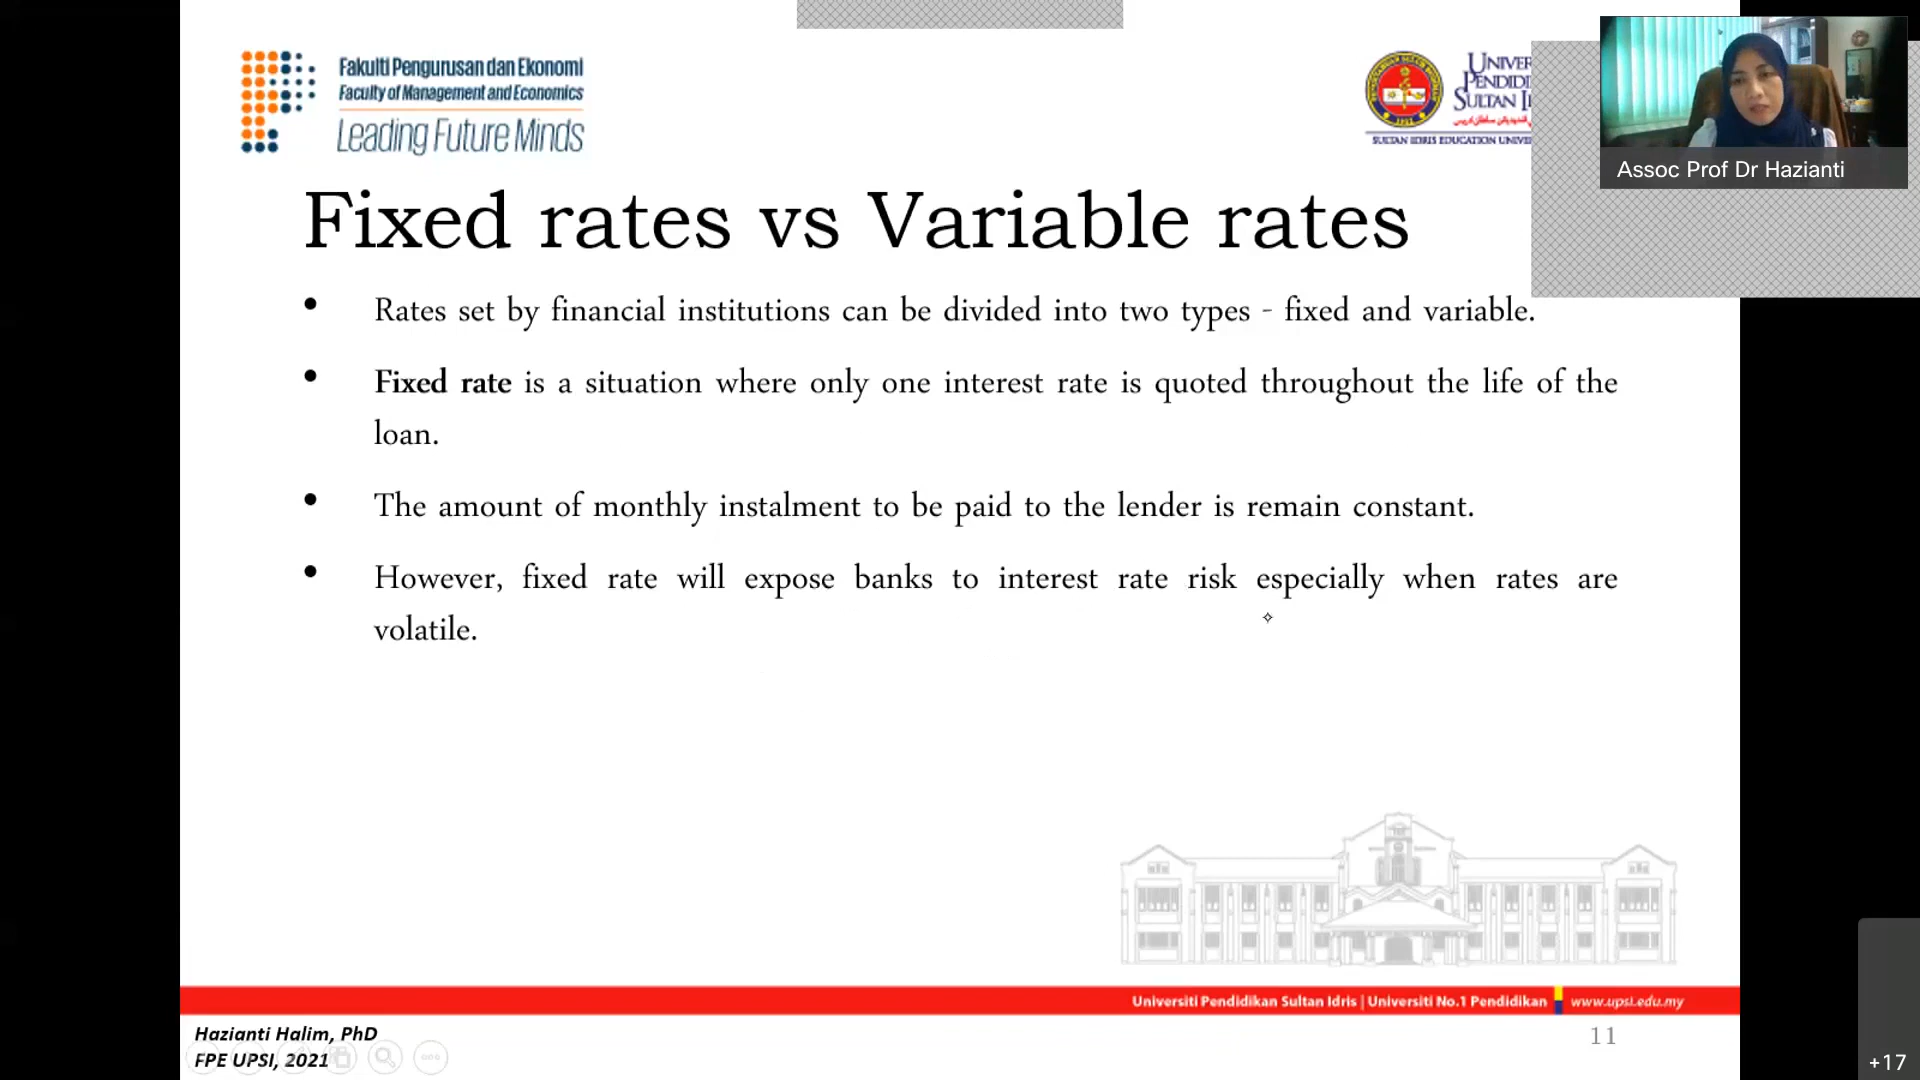 Fakulti Pengurusan dan Ekonomi
Faculty of Management and Economics
Leading Future Minds
SULTAN IDRIS EDUCATION
Assoc Prof Dr Hazianti
Fixed rates vs Variable rates
• Rates set by financial institutions can be divided into two types - fixed and variable.
• Fixed rate is a situation where only one interest rate is quoted throughout the life of the
loan.
• The amount of monthly instalment to be paid to the lender is remain constant.
• However, fixed rate will expose banks to interest rate risk especially when rates are
volatile.
Universiti Pendidikan Sultan Idris | Universiti No.1 Pendidikan www.upsi.edu.my
Hazianti Halim, PhD
FPE UPSI, 2021
11
+17